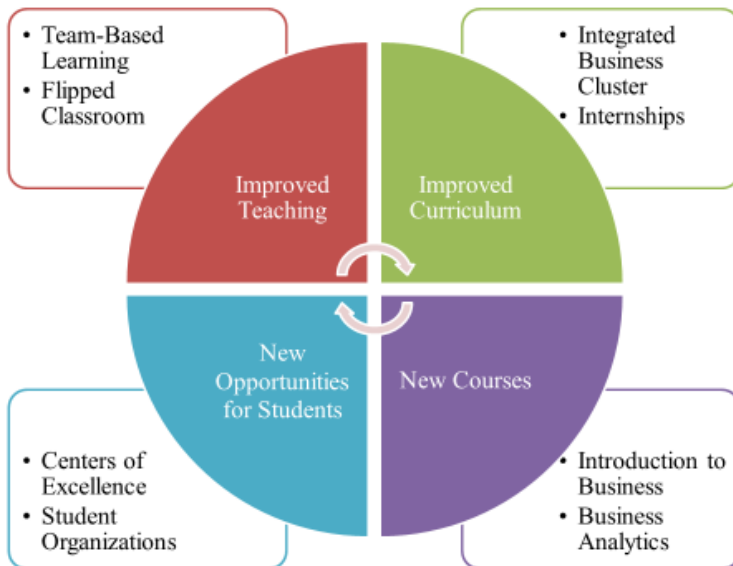 • Team-Based
Learning
• Flipped
Classroom
• Integrated
Business
Cluster
• Internships
Improved
Teaching
Improved
Curriculum
New
Opportunities
for Students
New Courses
• Centers of
Excellence
• Student
Organizations
• Introduction to
Business
• Business
Analytics